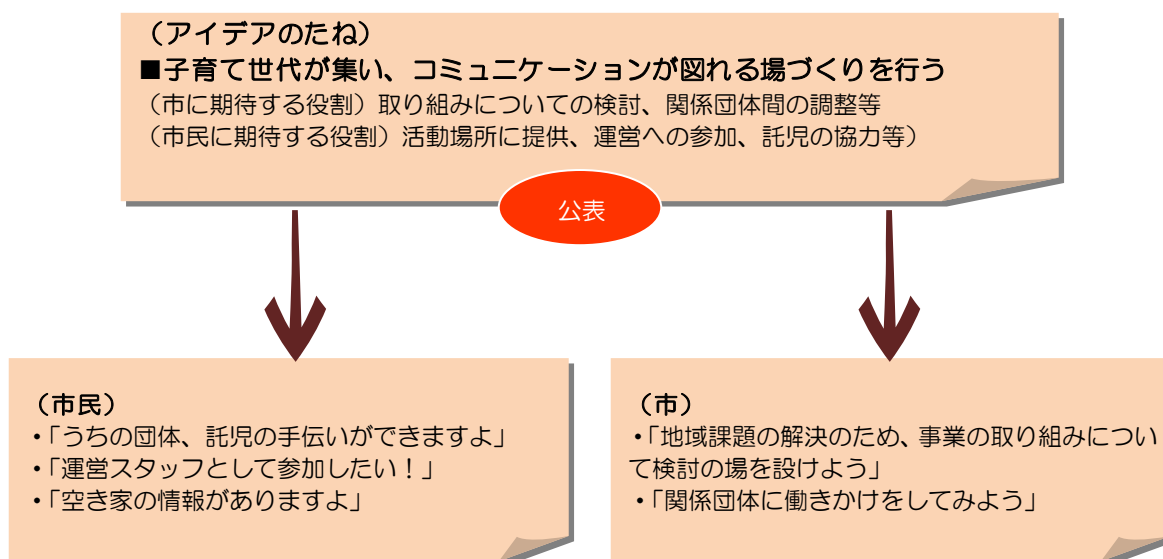 （アイデアのたね）
■子育て世代が集い、コミュニケーションが図れる場づくりを行う
（市に期待する役割）取り組みについての検討、関係団体間の調整等
（市民に期待する役割）活動場所に提供、運営への参加、託児の協力等）
公表
（市民）
・「うちの団体、託児の手伝いができますよ」
・「運営スタッフとして参加したい！」
・「空き家の情報がありますよ」
（市）
・「地域課題の解決のため、事業の取り組みについ
て検討の場を設けよう」
・「関係団体に働きかけをしてみよう」